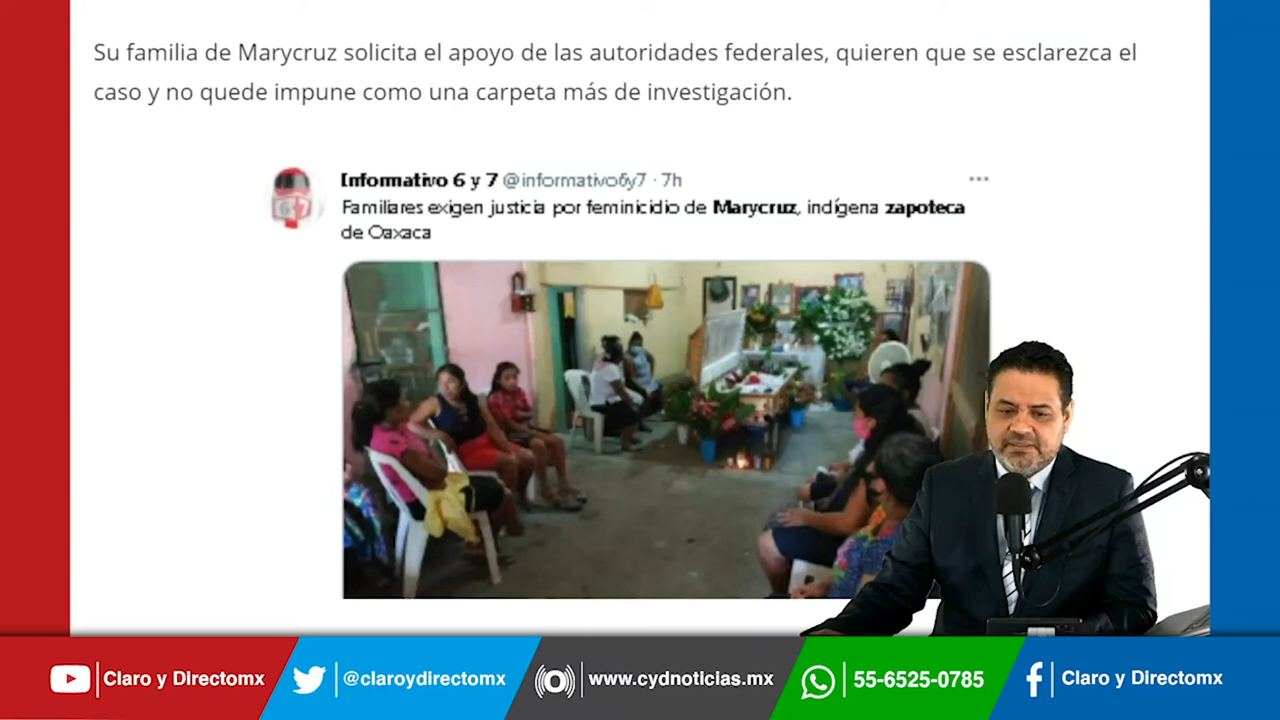 Su familia de Marycruz solicita el apoyo de las autoridades federales, quieren que se esclarezca el
caso y no quede impune como una carpeta más de investigación.
Informativo 6 y 7 @informativo6y7 · 7h
Familiares exigen justicia por feminicidio de Marycruz, indígena zapoteca
de Oaxaca
6 7
Claro y Directomx
@claroydirectomx
www.cydnoticias.mx
55-6525-0785
Claro y Directomx